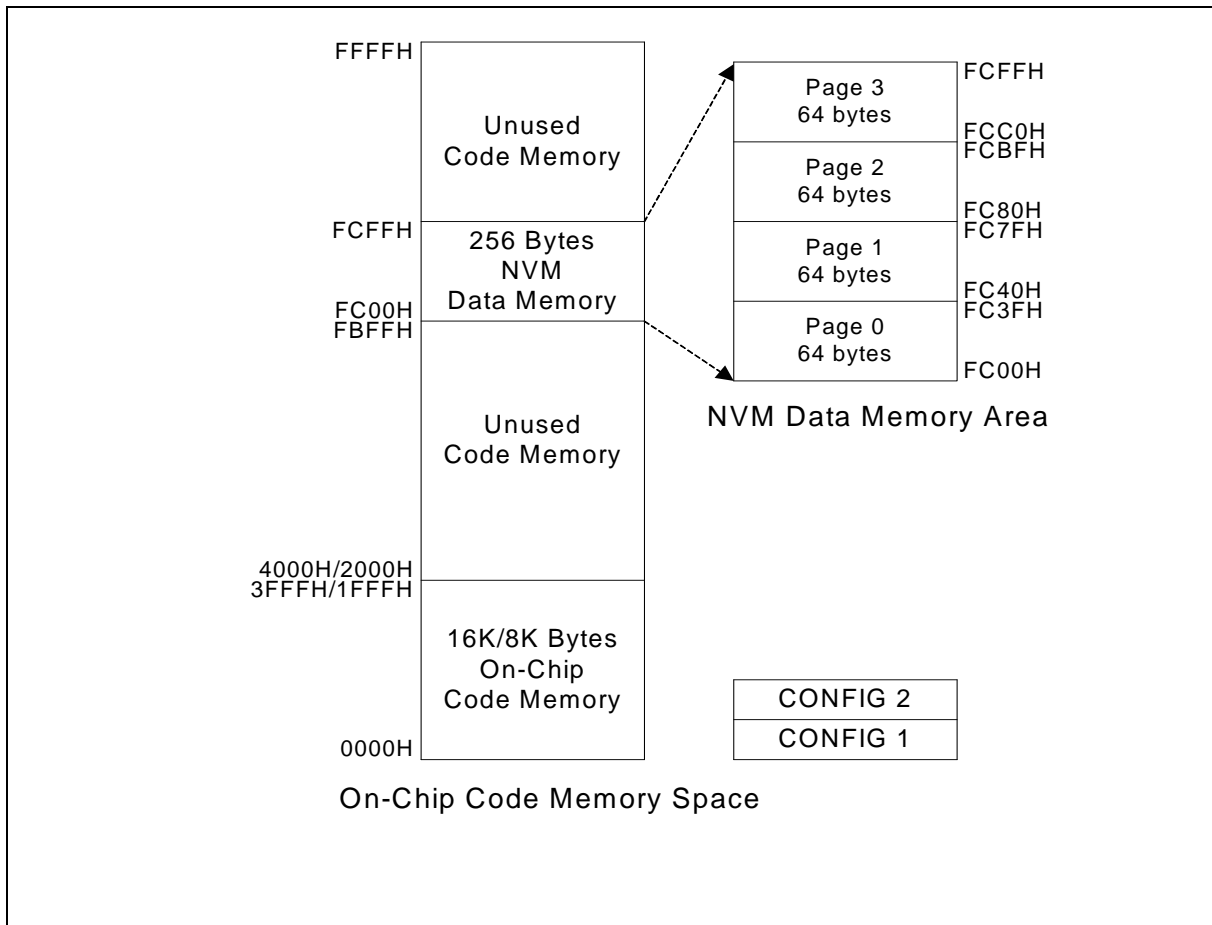 FFFFH
Unused
Code Memory
FCFFH
256 Bytes
NVM
Data Memory
FC00H
FBFFH
Unused
Code Memory
4000H/2000H
3FFFH/1FFFH
16K/8K Bytes
On-Chip
Code Memory
0000H
On-Chip Code Memory Space
FCFFH
Page 3
64 bytes
FCC0H
FCBFH
Page 2
64 bytes
FC80H
FC7FH
Page 1
64 bytes
FC40H
FC3FH
Page 0
64 bytes
FC00H
NVM Data Memory Area
CONFIG 2
CONFIG 1